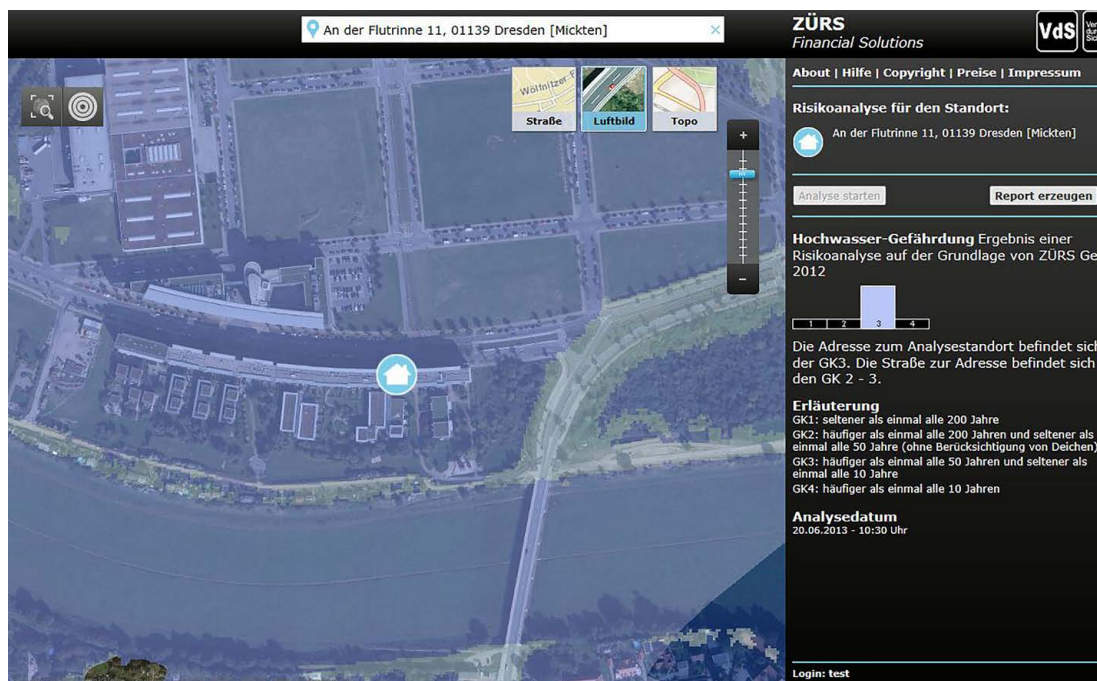 An der Flutrinne 11, 01139 Dresden [Mickten]
Wölfnitzer
Straße
Luftbild
Topo
+
−
ZÜRS
Financial Solutions
VdS
About | Hilfe | Copyright | Preise | Impressum
Risikoanalyse für den Standort:
An der Flutrinne 11, 01139 Dresden [Mickten]
Analyse starten
Report erzeugen
Hochwasser-Gefährdung Ergebnis einer
Risikoanalyse auf der Grundlage von ZÜRS Ge
2012
1 2 3 4
Die Adresse zum Analysestandort befindet sich
der GK3. Die Straße zur Adresse befindet sich
den GK 2 - 3.
Erläuterung
GK1: seltener als einmal alle 200 Jahre
GK2: häufiger als einmal alle 200 Jahren und seltener als
einmal alle 50 Jahre (ohne Berücksichtigung von Deichen)
GK3: häufiger als einmal alle 50 Jahren und seltener als
einmal alle 10 Jahre
GK4: häufiger als einmal alle 10 Jahren
Analysedatum
20.06.2013 - 10:30 Uhr
Login: test